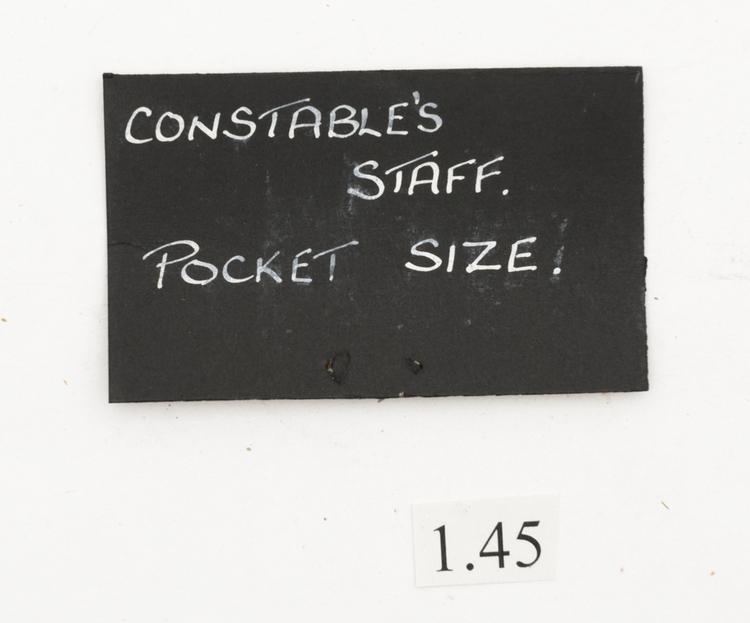 CONSTABLE'S
STAFF.
POCKET SIZE!
1.45